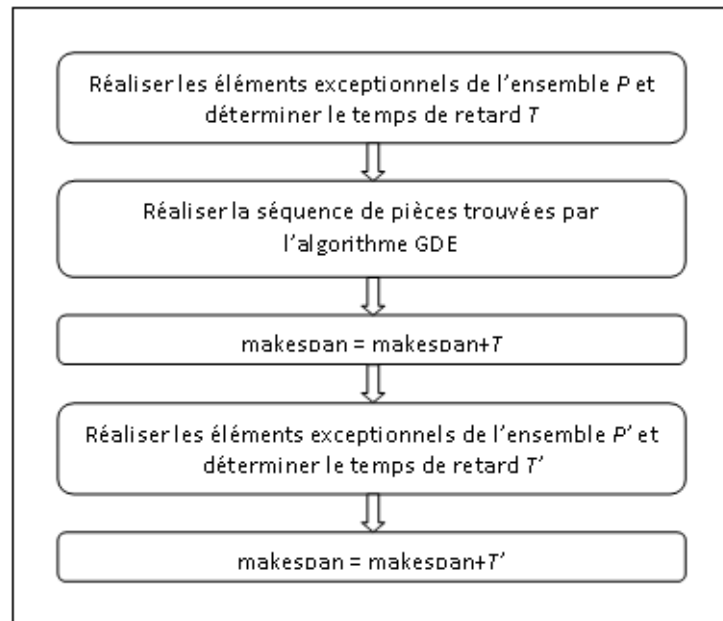 Réaliser les éléments exceptionnels de l'ensemble P et
déterminer le temps de retard T
Réaliser la séquence de pièces trouvées par
l'algorithme GDE
makespan = makespan+T
Réaliser les éléments exceptionnels de l'ensemble P' et
déterminer le temps de retard T'
makespan = makespan+T'